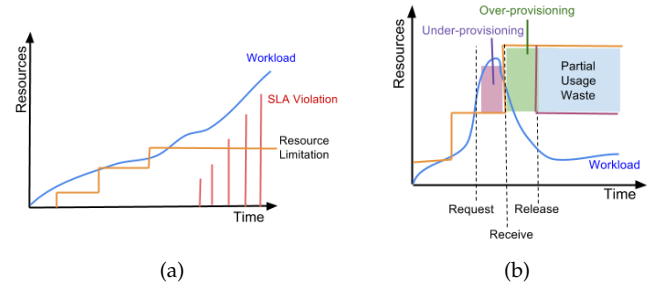 Resources
Workload
SLA Violation
Resource
Limitation
Time
(a)
Resources
Over-provisioning
Under-provisioning
Partial
Usage
Waste
Workload
Time
Request
Release
Receive
(b)